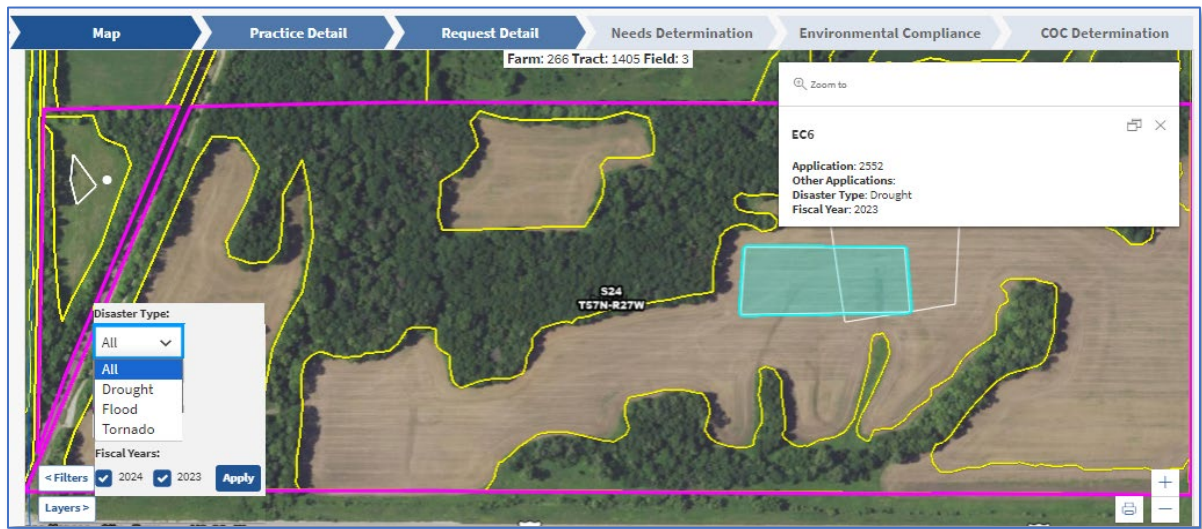 Map
Practice Detail
Request Detail
Needs Determination
Environmental Compliance
COC Determination
Farm: 266 Tract: 1405 Field: 3
Zoom to
EC6
Application: 2552
Other Applications:
Disaster Type: Drought
Fiscal Year: 2023
S24
T57N-R27W
Disaster Type:
All
All
Drought
Flood
Tornado
Fiscal Years:
< Filters
2024
2023
Apply
Layers >
+
−